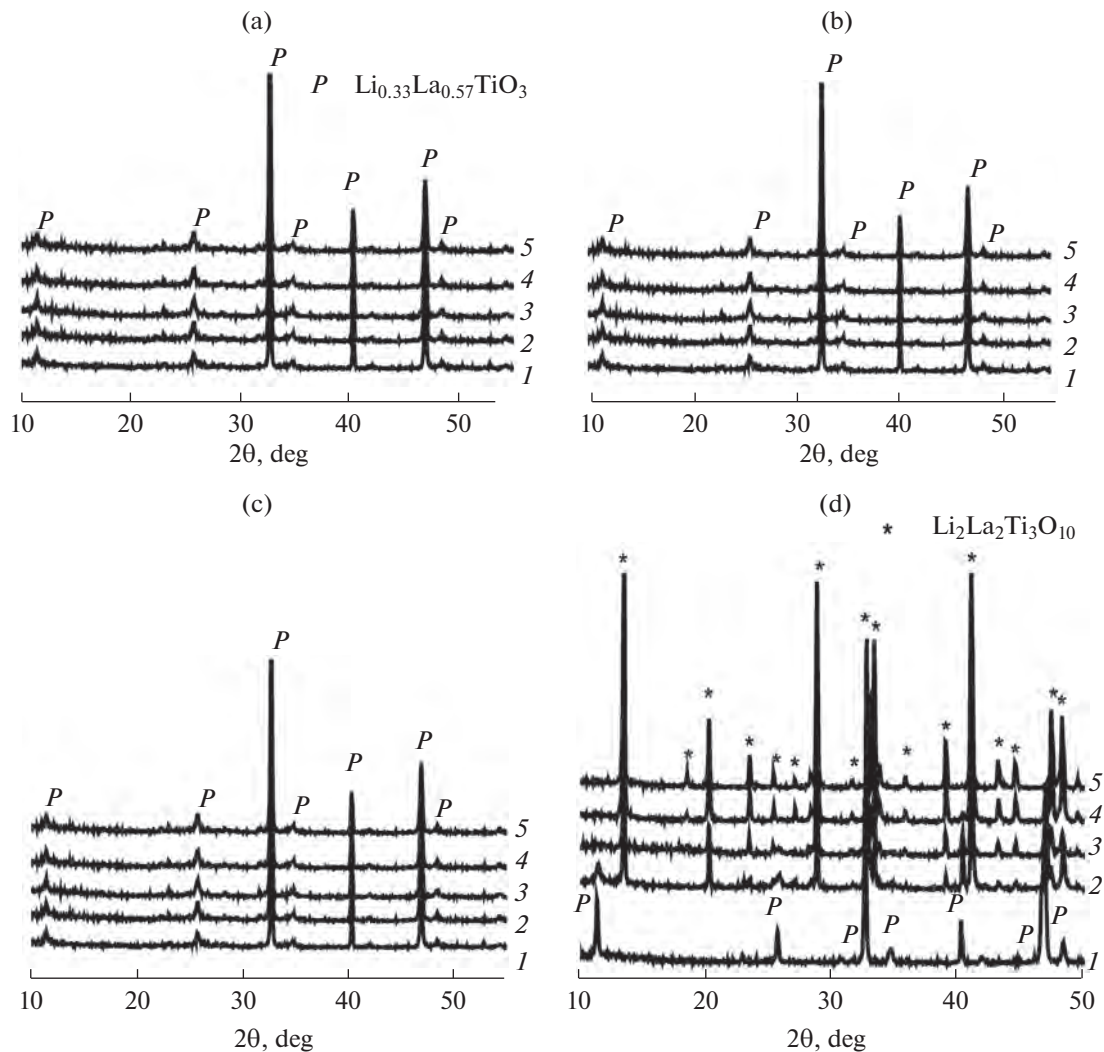 (a)
P
P Li0.33La0.57TiO3
P
P
P P P P
5
4
3
2
1
10 20 30 40 50
2θ, deg
(b)
P
P
P
P P P P
5
4
3
2
1
10 20 30 40 50
2θ, deg
(c)
P
P
P
P P P P
5
4
3
2
1
10 20 30 40 50
2θ, deg
(d)
* Li2La2Ti3O10
* * *
* *
* * *
* * * *
* * * * *
5
4
3
2
P P P P P P
1
10 20 30 40 50
2θ, deg